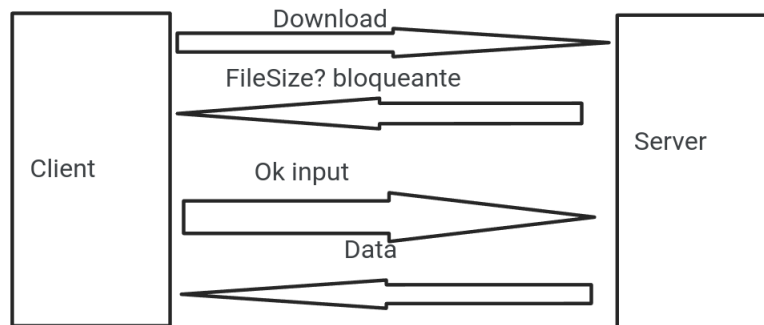 Download
FileSize? bloqueante
Client
Server
Ok input
Data